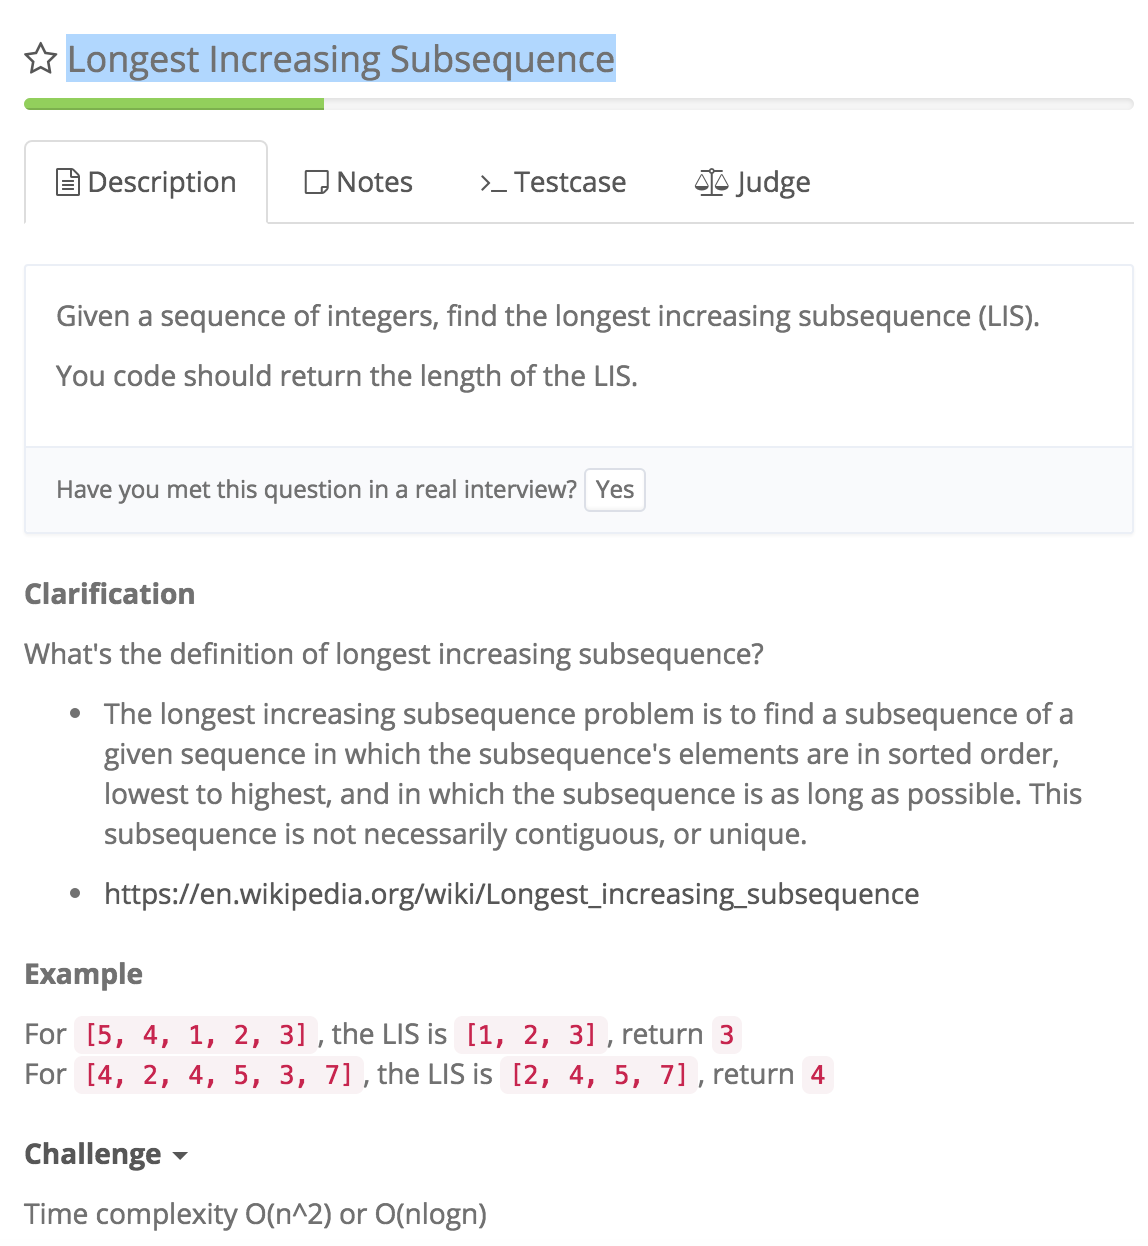 Longest Increasing Subsequence
Description
Notes
Testcase
Judge
Given a sequence of integers, find the longest increasing subsequence (LIS).
You code should return the length of the LIS.
Have you met this question in a real interview? Yes
Clarification
What's the definition of longest increasing subsequence?
• The longest increasing subsequence problem is to find a subsequence of a
given sequence in which the subsequence's elements are in sorted order,
lowest to highest, and in which the subsequence is as long as possible. This
subsequence is not necessarily contiguous, or unique.
• https://en.wikipedia.org/wiki/Longest_increasing_subsequence
Example
For [5, 4, 1, 2, 3], the LIS is [1, 2, 3], return 3
For [4, 2, 4, 5, 3, 7], the LIS is [2, 4, 5, 7], return 4
Challenge
Time complexity O(n^2) or O(nlogn)